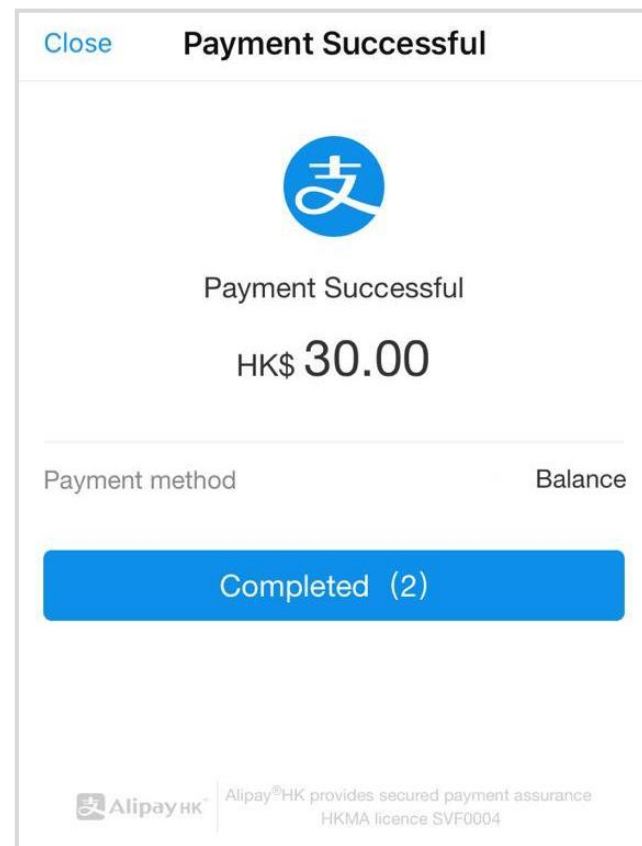 Close
Payment Successful
支
Payment Successful
HK$ 30.00
Payment method
Balance
Completed (2)
支 Alipay HK
Alipay®HK provides secured payment assurance
HKMA licence SVF0004